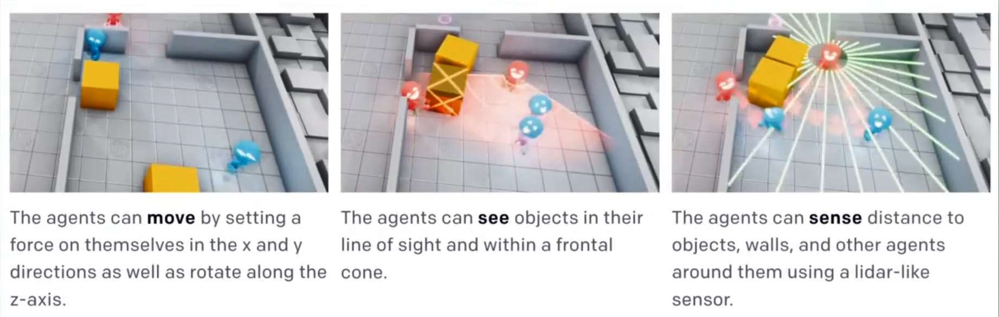 The agents can move by setting a
force on themselves in the x and y
directions as well as rotate along the
z-axis.
The agents can see objects in their
line of sight and within a frontal
cone.
The agents can sense distance to
objects, walls, and other agents
around them using a lidar-like
sensor.